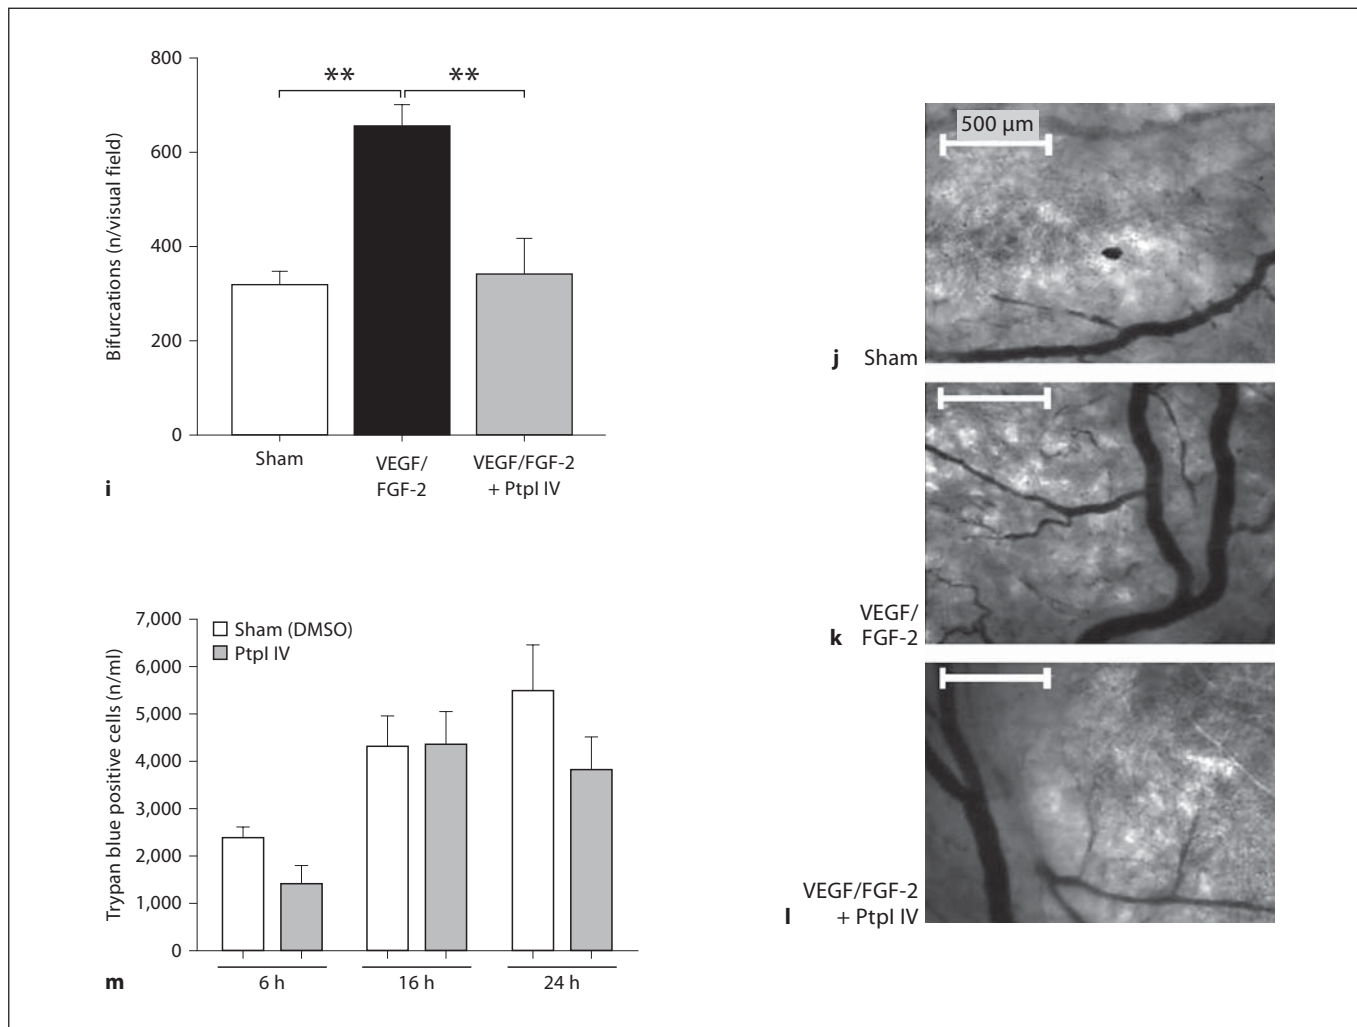 800
600
400
200
0
Bifurcations (n/visual field)
**
**
Sham
VEGF/
FGF-2
VEGF/FGF-2
+ PtpI IV
i
500 µm
j Sham
VEGF/
k FGF-2
VEGF/FGF-2
l + PtpI IV
7,000
6,000
5,000
4,000
3,000
2,000
1,000
0
Trypan blue positive cells (n/ml)
Sham (DMSO)
PtpI IV
6 h
16 h
24 h
m